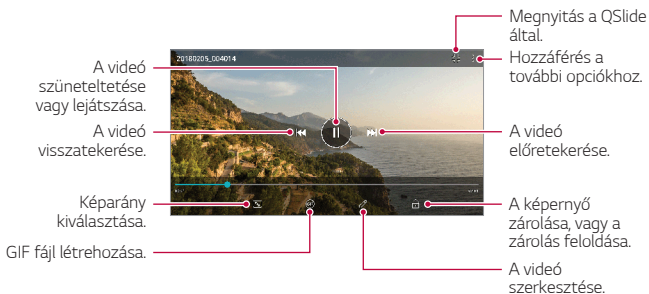 Megnyitás a QSlide
által.
Hozzáférés a
további opciókhoz.
20180205_004014
A videó
szüneteltetése
vagy lejátszása.
A videó
visszatekerése.
A videó
előretekerése.
Képarány
kiválasztása.
GIF fájl létrehozása.
A képernyő
zárolása, vagy a
zárolás feloldása.
A videó
szerkesztése.